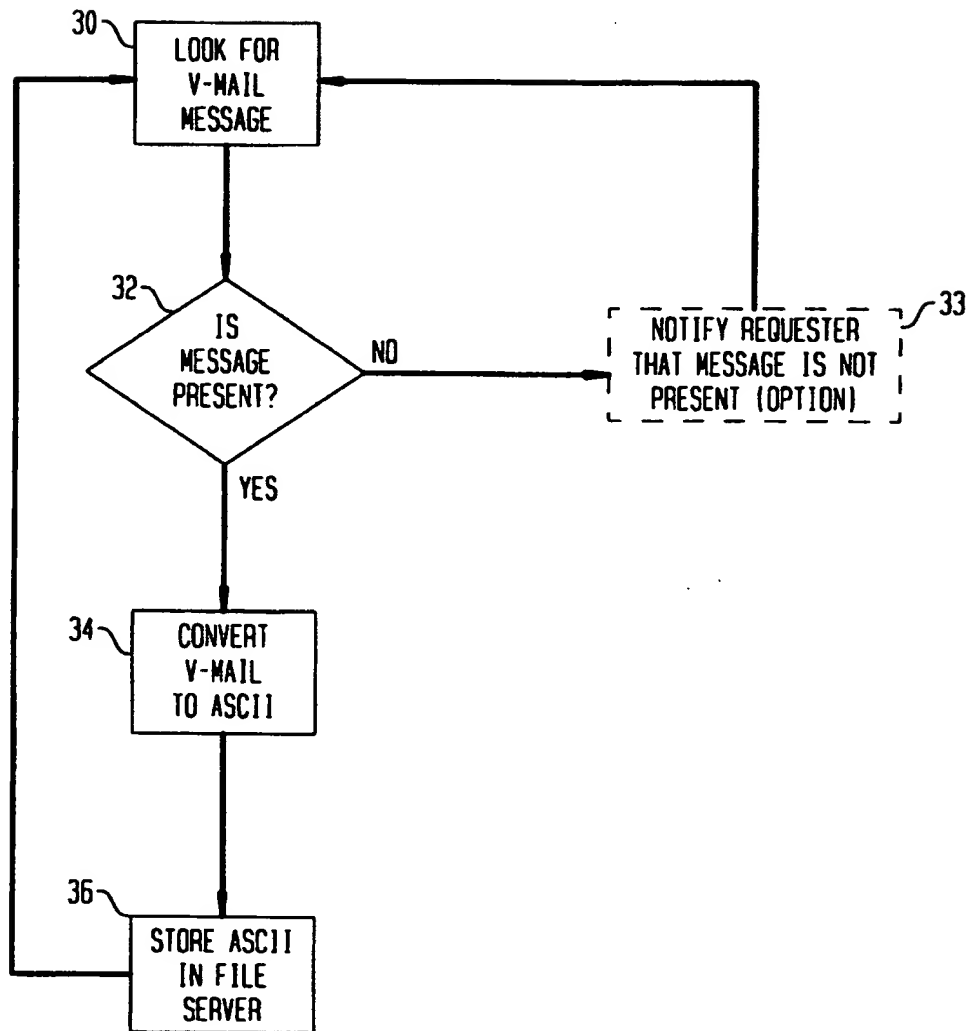 30
LOOK FOR
V-MAIL
MESSAGE
32
IS
MESSAGE
PRESENT?
NO
33
NOTIFY REQUESTER
THAT MESSAGE IS NOT
PRESENT (OPTION)
YES
34
CONVERT
V-MAIL
TO ASCII
36
STORE ASCII
IN FILE
SERVER